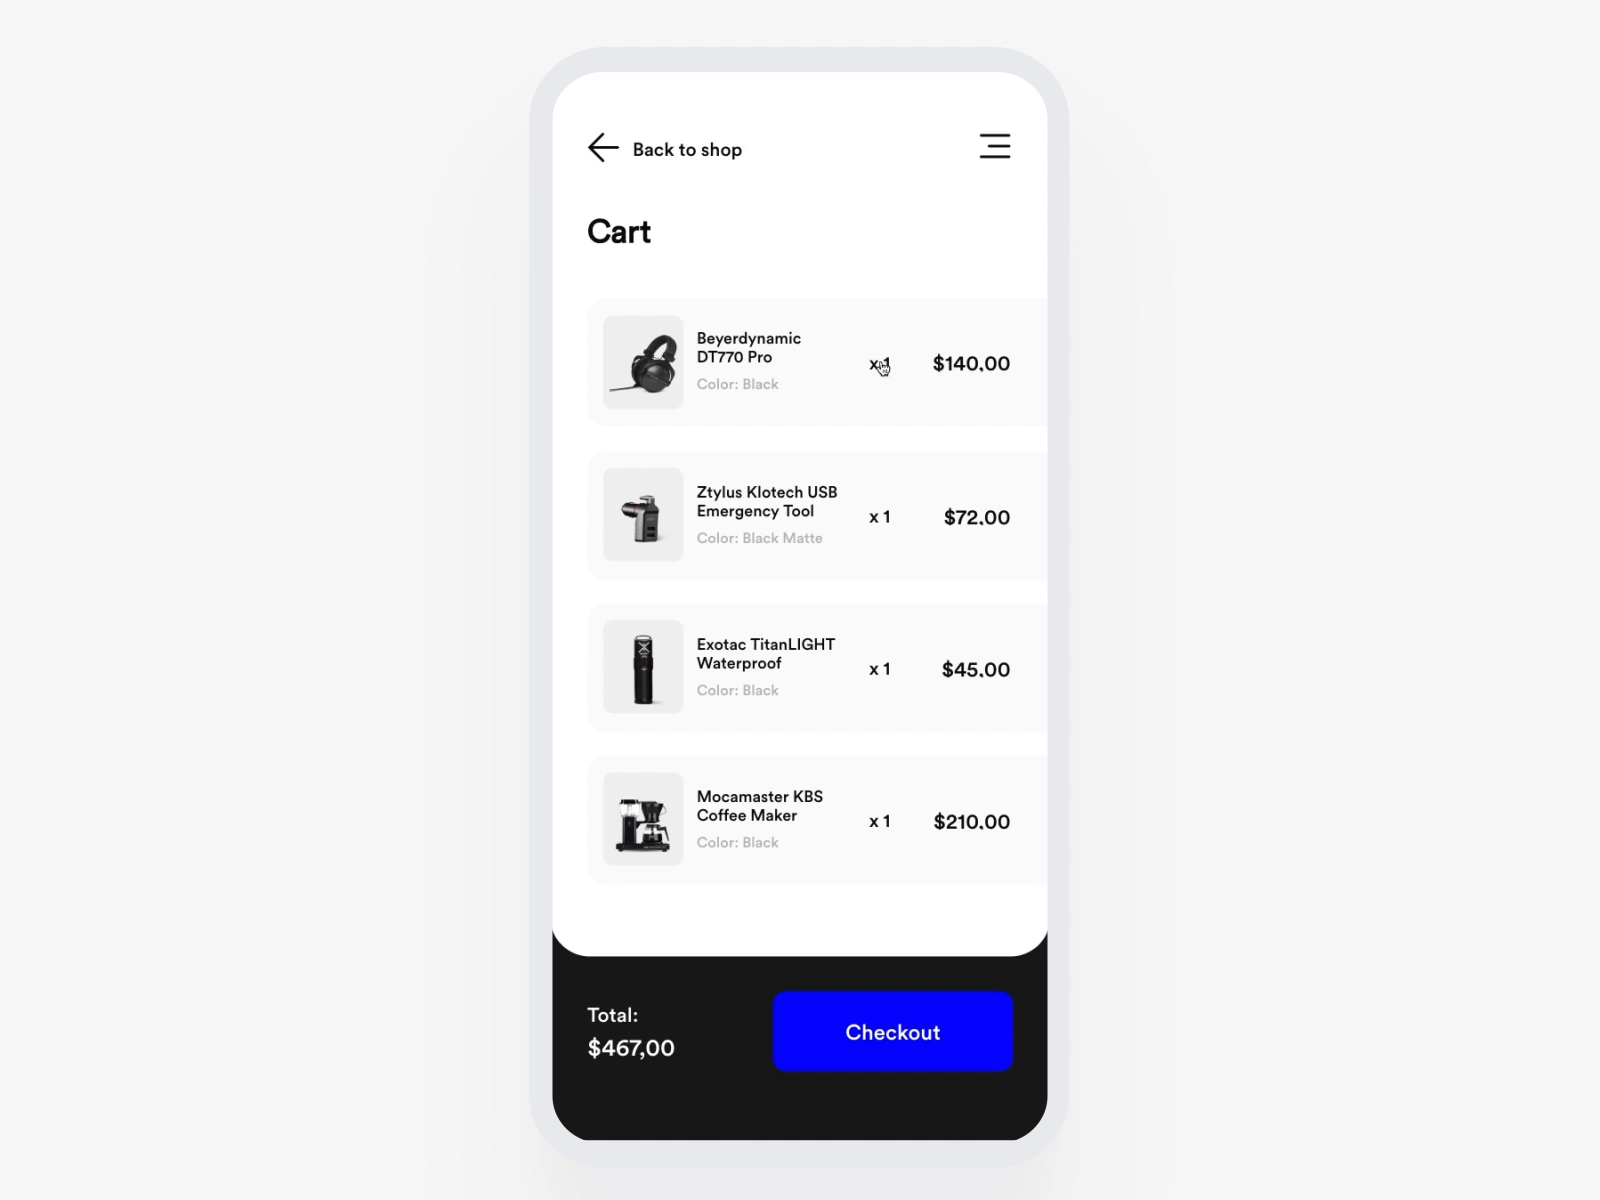 Back to shop
Cart
Beyerdynamic
DT770 Pro
Color: Black
x 1
$140,00
Ztylus Klotech USB
Emergency Tool
Color: Black Matte
x 1
$72,00
Exotac TitanLIGHT
Waterproof
Color: Black
x 1
$45,00
Mocamaster KBS
Coffee Maker
Color: Black
x 1
$210,00
Total:
$467,00
Checkout